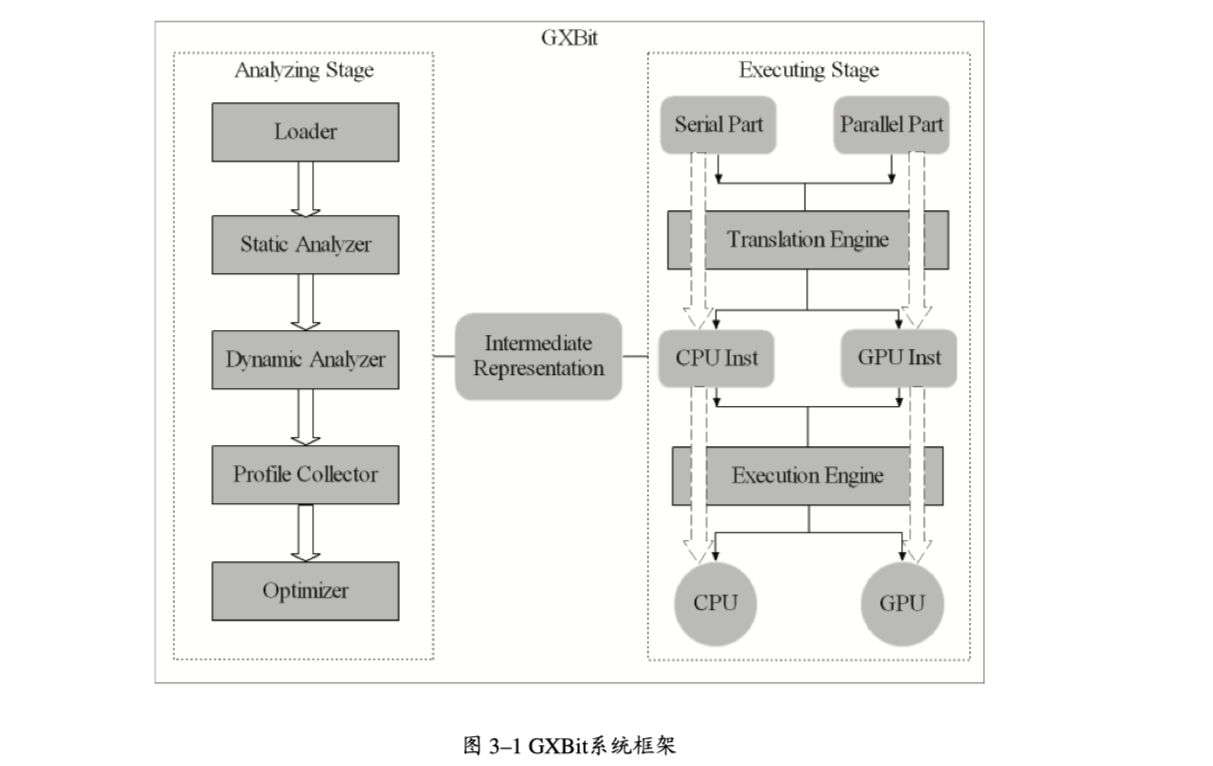 GXBit
Analyzing Stage
Loader
Static Analyzer
Dynamic Analyzer
Profile Collector
Optimizer
Intermediate
Representation
Executing Stage
Serial Part
Parallel Part
Translation Engine
CPU Inst
GPU Inst
Execution Engine
CPU
GPU
图 3–1 GXBit系统框架